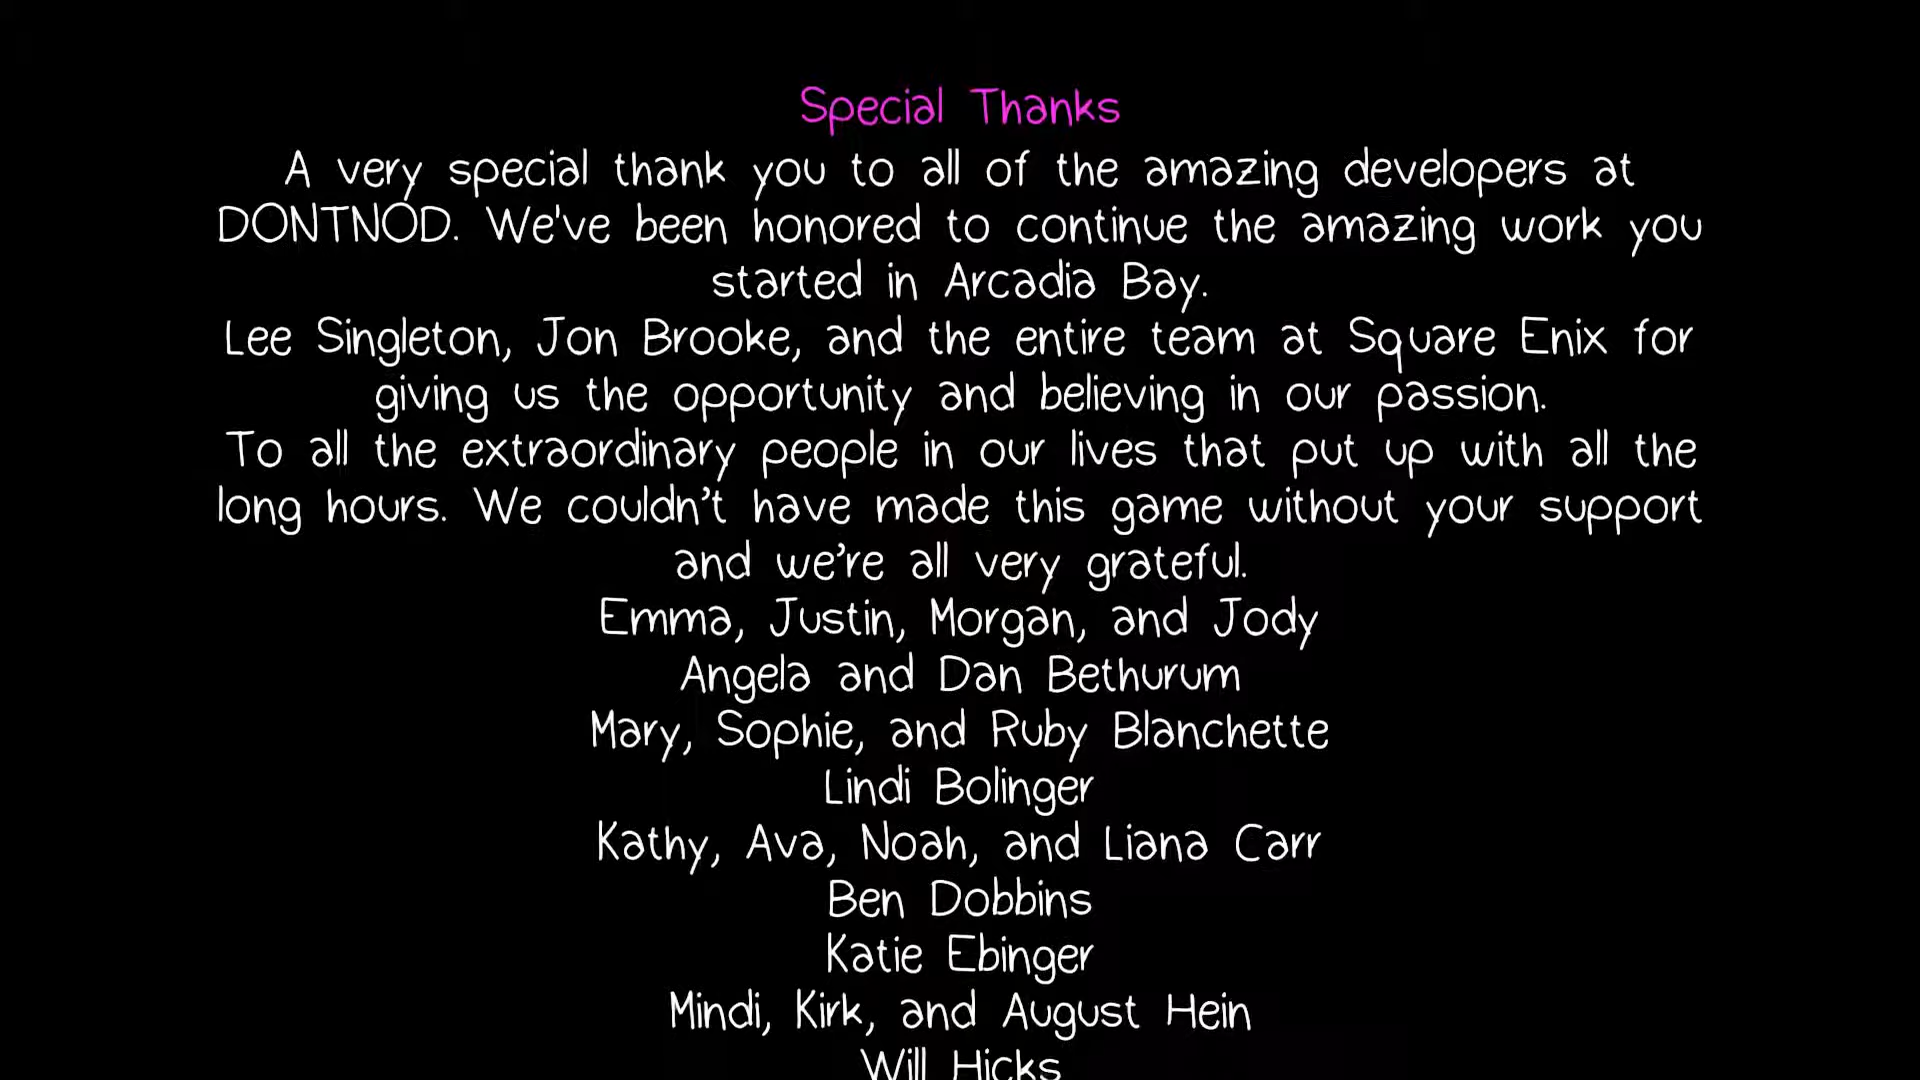 Special Thanks
A very special thank you to all of the amazing developers at
DONTNOD. We've been honored to continue the amazing work you
started in Arcadia Bay.
Lee Singleton, Jon Brooke, and the entire team at Square Enix for
giving us the opportunity and believing in our passion.
To all the extraordinary people in our lives that put up with all the
long hours. We couldn’t have made this game without your support
and we’re all very grateful.
Emma, Justin, Morgan, and Jody
Angela and Dan Bethurum
Mary, Sophie, and Ruby Blanchette
Lindi Bolinger
Kathy, Ava, Noah, and Liana Carr
Ben Dobbins
Katie Ebinger
Mindi, Kirk, and August Hein
Will Hicks